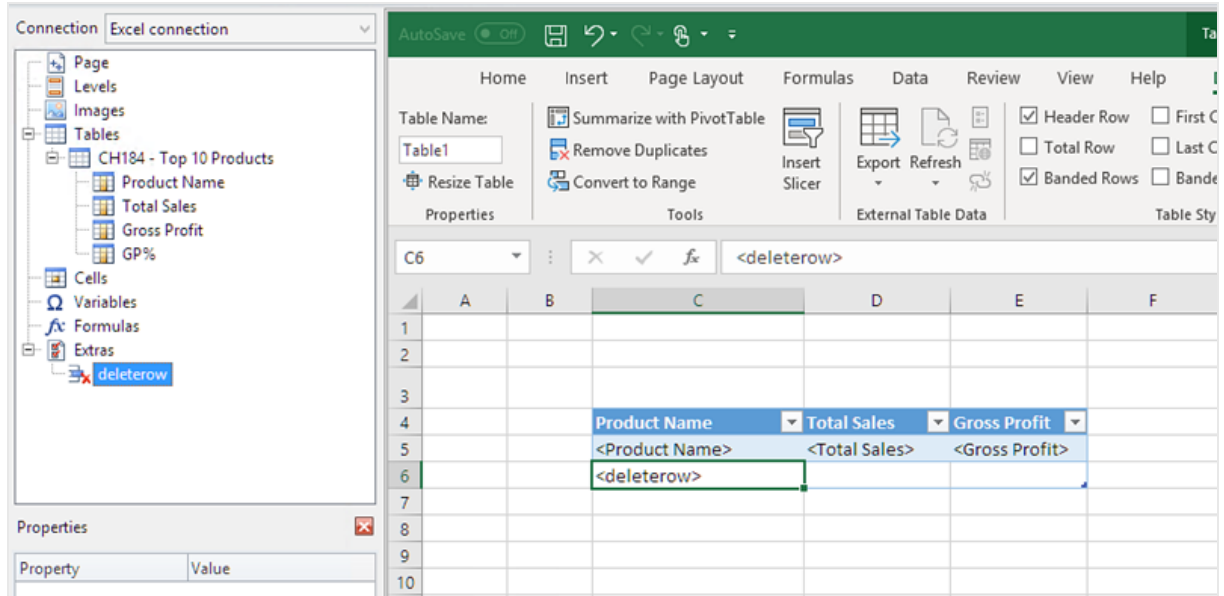 Connection Excel connection
Page
Levels
Images
Tables
CH184 - Top 10 Products
Product Name
Total Sales
Gross Profit
GP%
Cells
Variables
Formulas
Extras
deleterow
Properties
Property Value
AutoSave Off
Home Insert Page Layout Formulas Data Review View Help
Table Name:
Table1
Resize Table
Properties
Summarize with PivotTable
Remove Duplicates
Convert to Range
Tools
Insert
Slicer
Export Refresh
External Table Data
Header Row First
Total Row Last
Banded Rows
Table
C6 fx <deleterow>
A B C D E F
1
2
3
4 Product Name Total Sales Gross Profit
5 <Product Name> <Total Sales> <Gross Profit>
6 <deleterow>
7
8
9
10